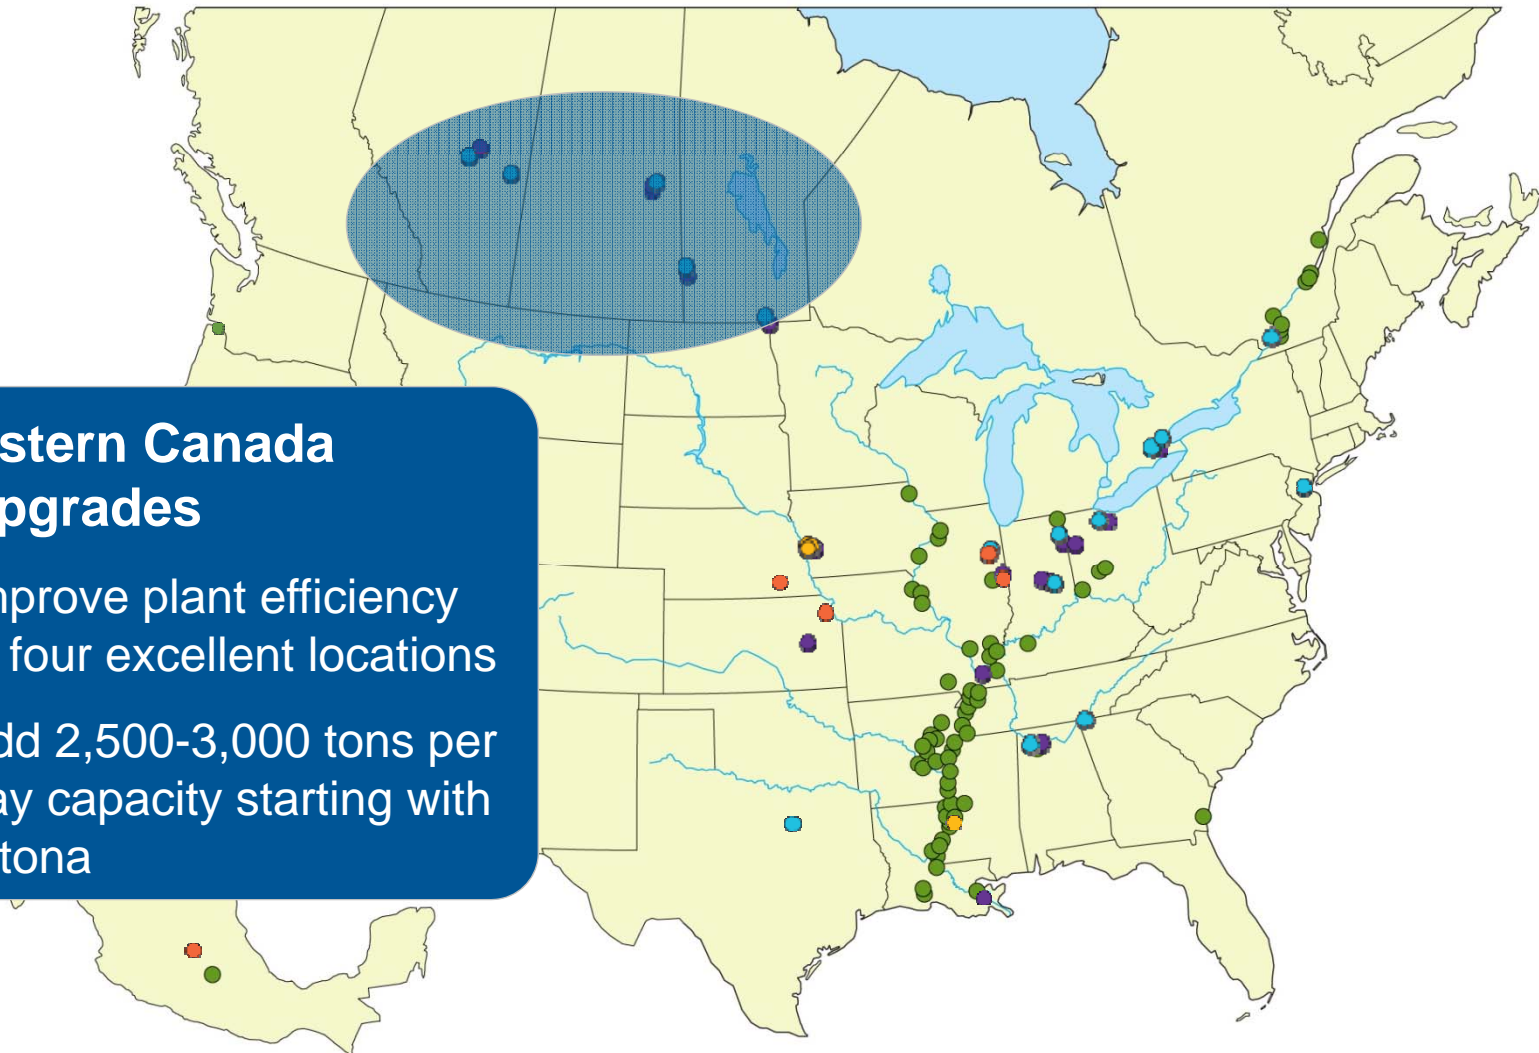 stern Canada
pgrades
prove plant efficiency
four excellent locations
dd 2,500-3,000 tons per
ay capacity starting with
tona